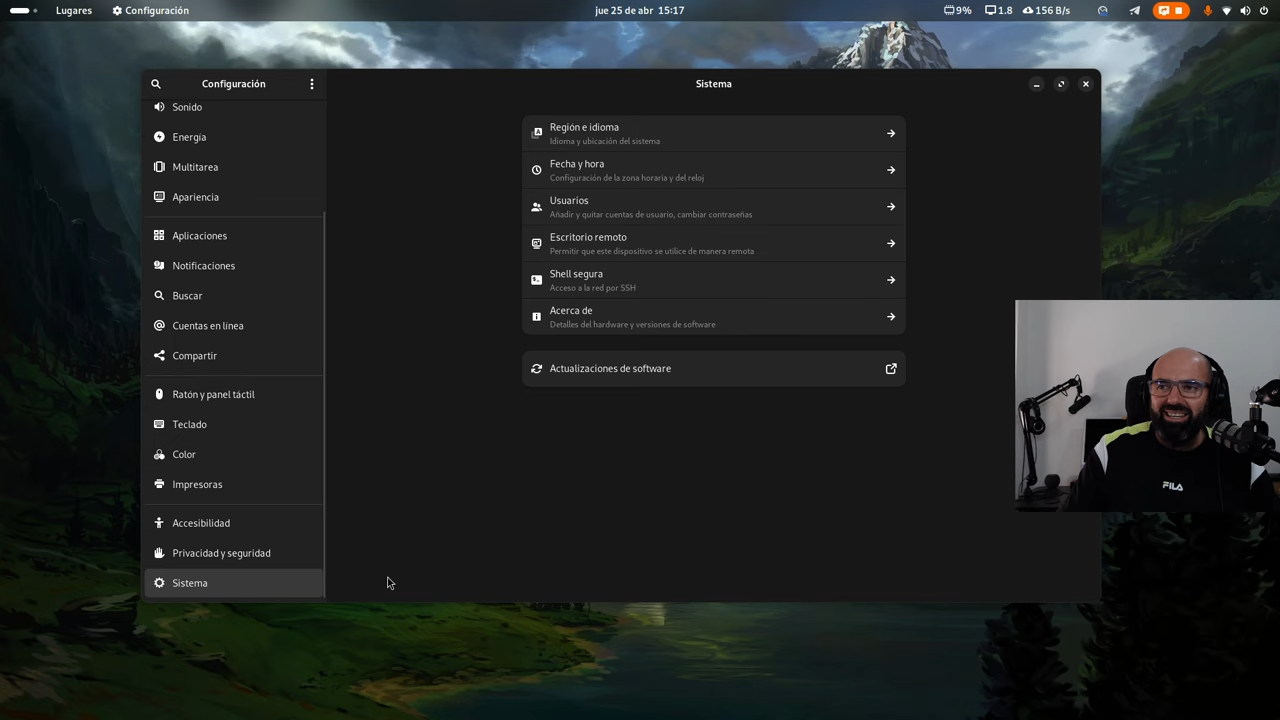 Lugares
Configuración
jue 25 de abr 15:17
9%
1.8
156 B/s
Configuración
Sistema
Sonido
Energía
Multitarea
Apariencia
Aplicaciones
Notificaciones
Buscar
Cuentas en línea
Compartir
Ratón y panel táctil
Teclado
Color
Impresoras
Accesibilidad
Privacidad y seguridad
Sistema
Región e idioma
Idioma y ubicación del sistema
Fecha y hora
Configuración de la zona horaria y del reloj
Usuarios
Añadir y quitar cuentas de usuario, cambiar contraseñas
Escritorio remoto
Permitir que este dispositivo se utilice de manera remota
Shell segura
Acceso a la red por SSH
Acerca de
Detalles del hardware y versiones de software
Actualizaciones de software
FILA